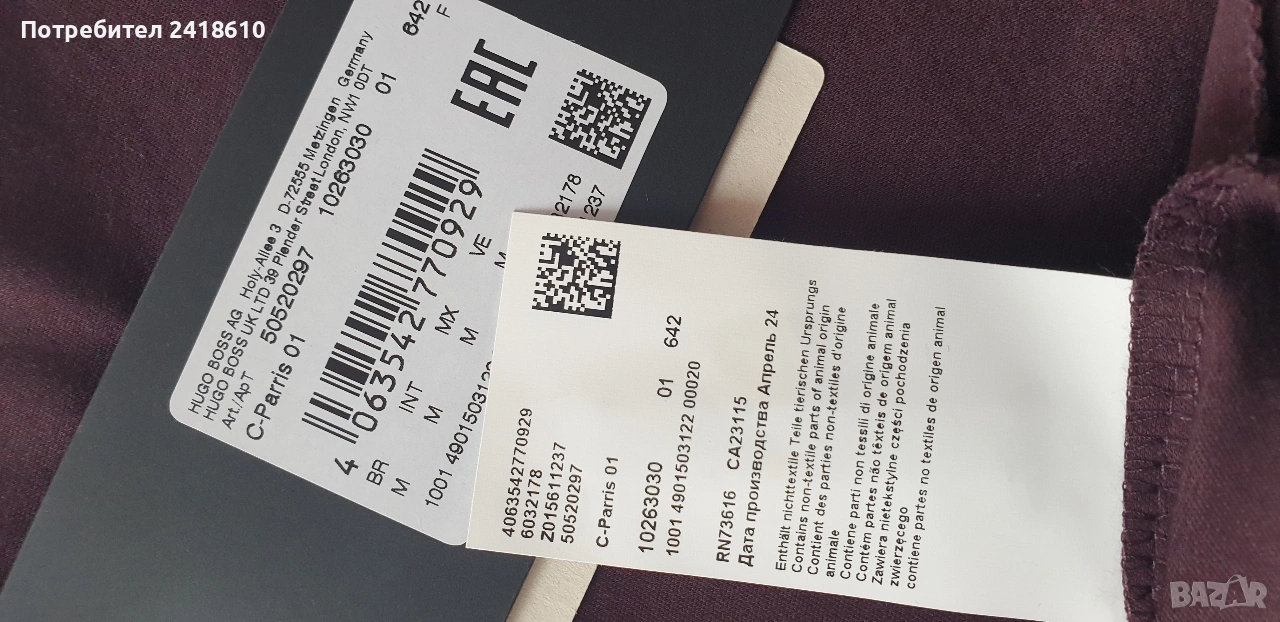 Потребител 2418610
HUGO BOSS AG Holy-Allee 3 D-72555 Metzingen, Germany
HUGO BOSS UK LTD 39 Plender Street London, NW1 0DT
Art./Ap T 50520297 10263030 01 642
C-Parris 01 F
EAC
4 063542 770929
BR INT MX VE
M M M M
1001 490150312
32178
237
4063542770929
6032178
Z015611237
50520297
C-Parris 01
10263030 01 642
1001 4901503122 00020
RN73616 CA23115
Дата производства Апрель 24
Enthält nichttextile Teile tierischen Ursprungs
Contains non-textile parts of animal origin
Contient des parties non-textiles d'origine
animale
Contiene parti non tessili di origine animale
Contém partes não têxteis de origem animal
Zawiera nietekstylne części pochodzenia
zwierzęcego
contiene partes no textiles de origen animal
BAZAR